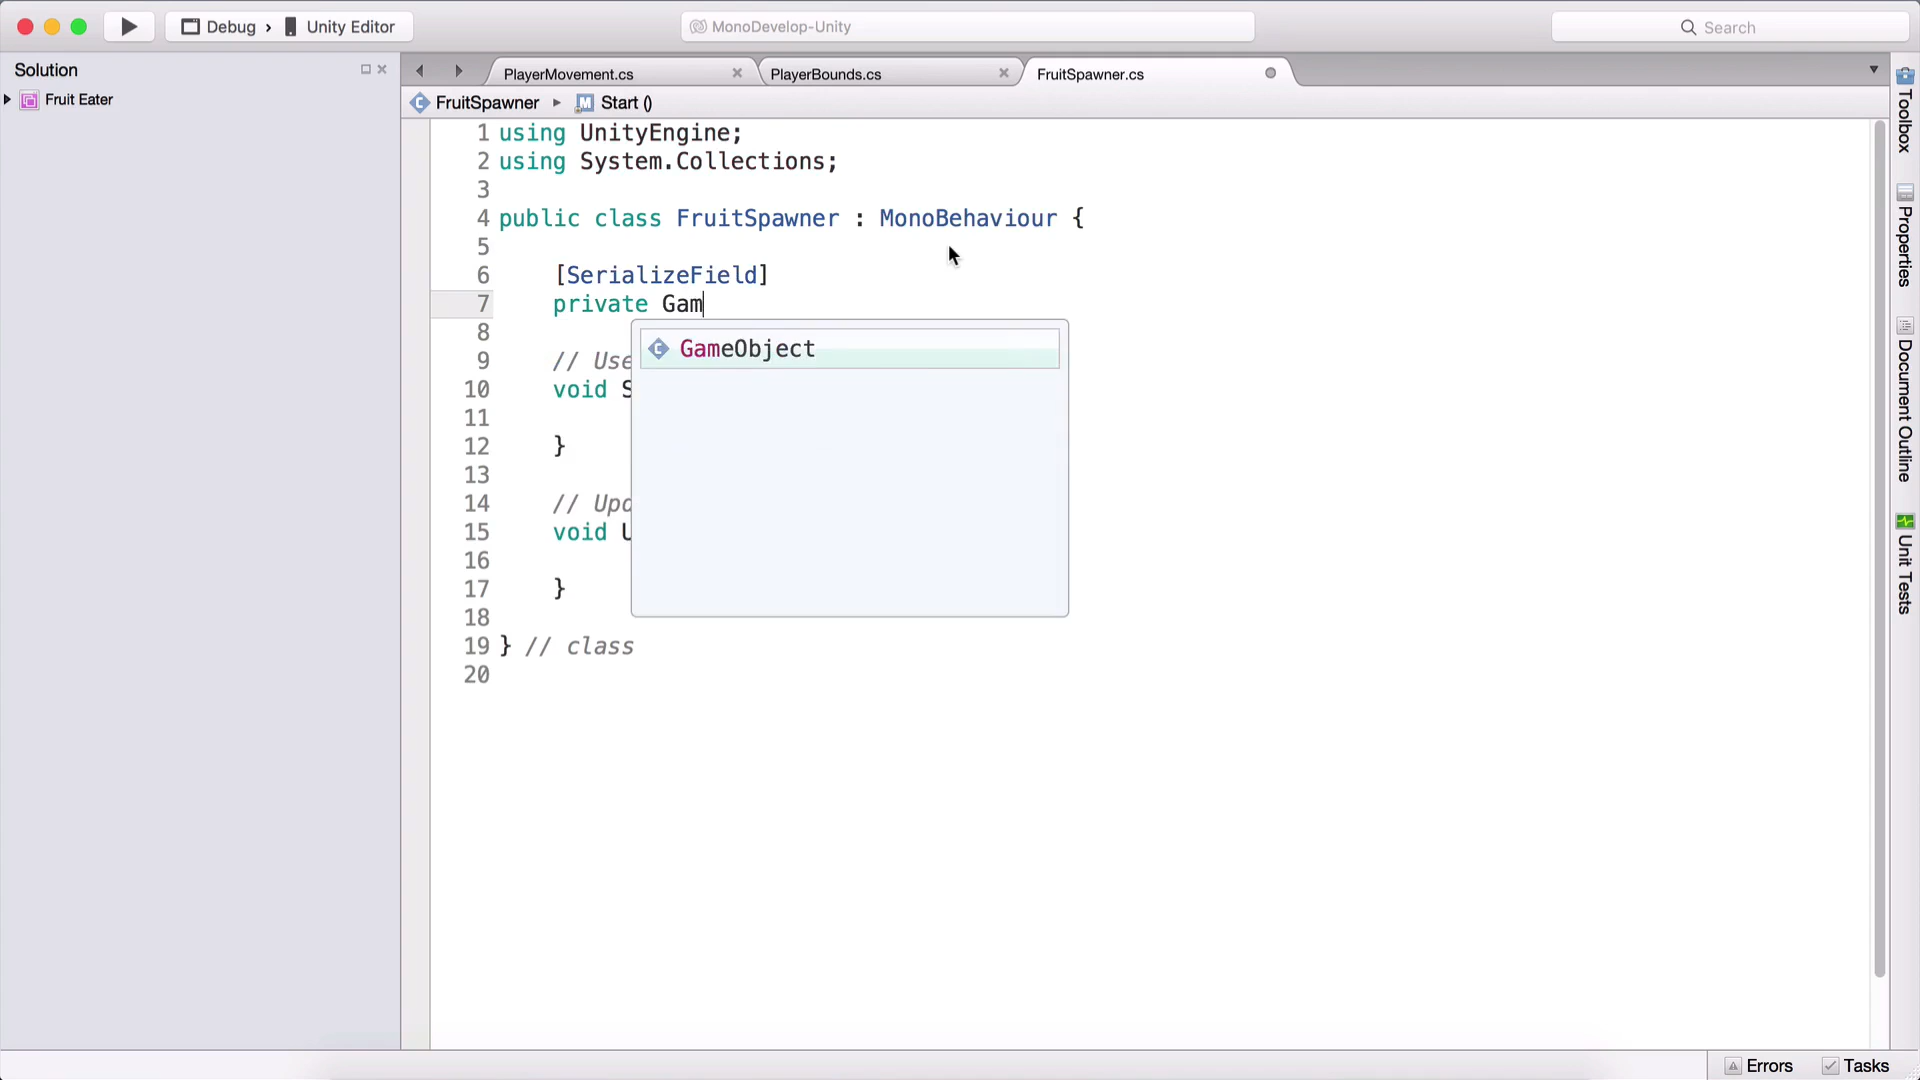 Debug › Unity Editor
MonoDevelop-Unity
Search
Solution
Fruit Eater
PlayerMovement.cs
PlayerBounds.cs
FruitSpawner.cs
FruitSpawner ▸ Start ()
1 using UnityEngine;
2 using System.Collections;
3
4 public class FruitSpawner : MonoBehaviour {
5
6 [SerializeField]
7 private Gam
GameObject
8
9 // Use
10 void S
11
12 }
13
14 // Upd
15 void U
16
17 }
18
19 } // class
20
Toolbox
Properties
Document Outline
Unit Tests
Errors
Tasks